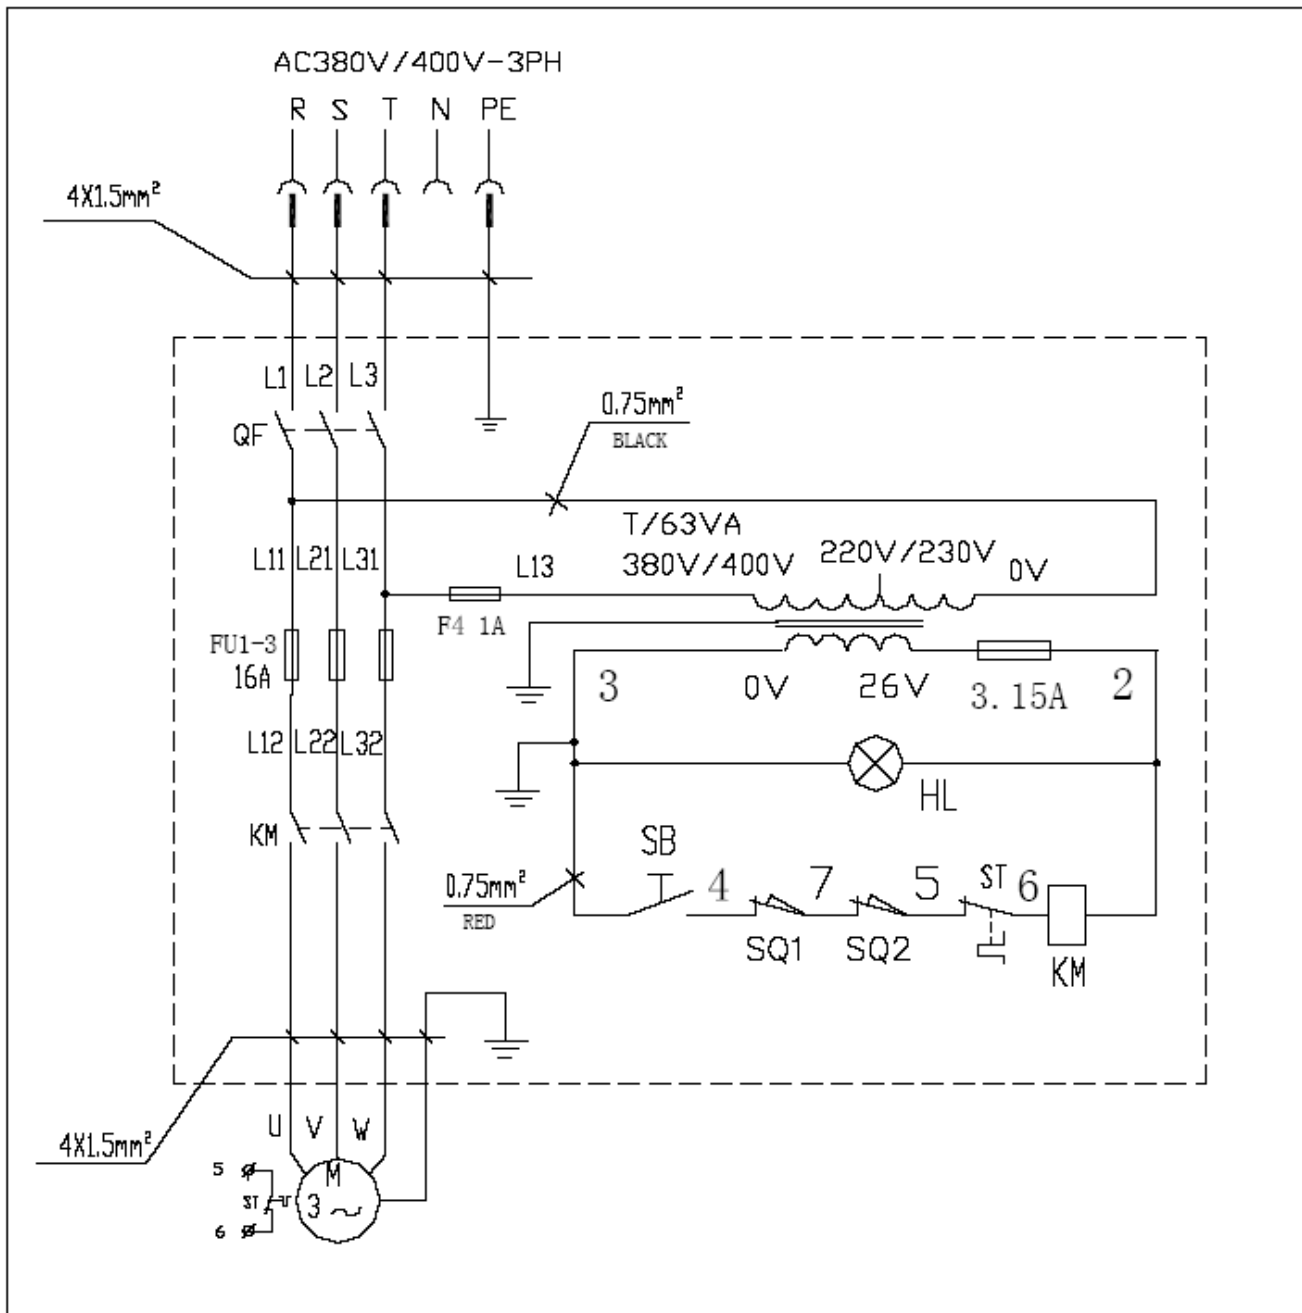 AC380V/400V-3PH
R S T N PE
4X1.5mm²
L1 L2 L3
QF
0.75mm²
BLACK
T/63VA
380V/400V 220V/230V 0V
L11 L21 L31
L13
F4 1A
FU1-3
16A
3 0V 26V 3.15A 2
L12 L22 L32
HL
KM
SB
0.75mm²
RED
4 7 5 ST 6
SQ1 SQ2 KM
4X1.5mm²
U V W
M
3
5
ST
6